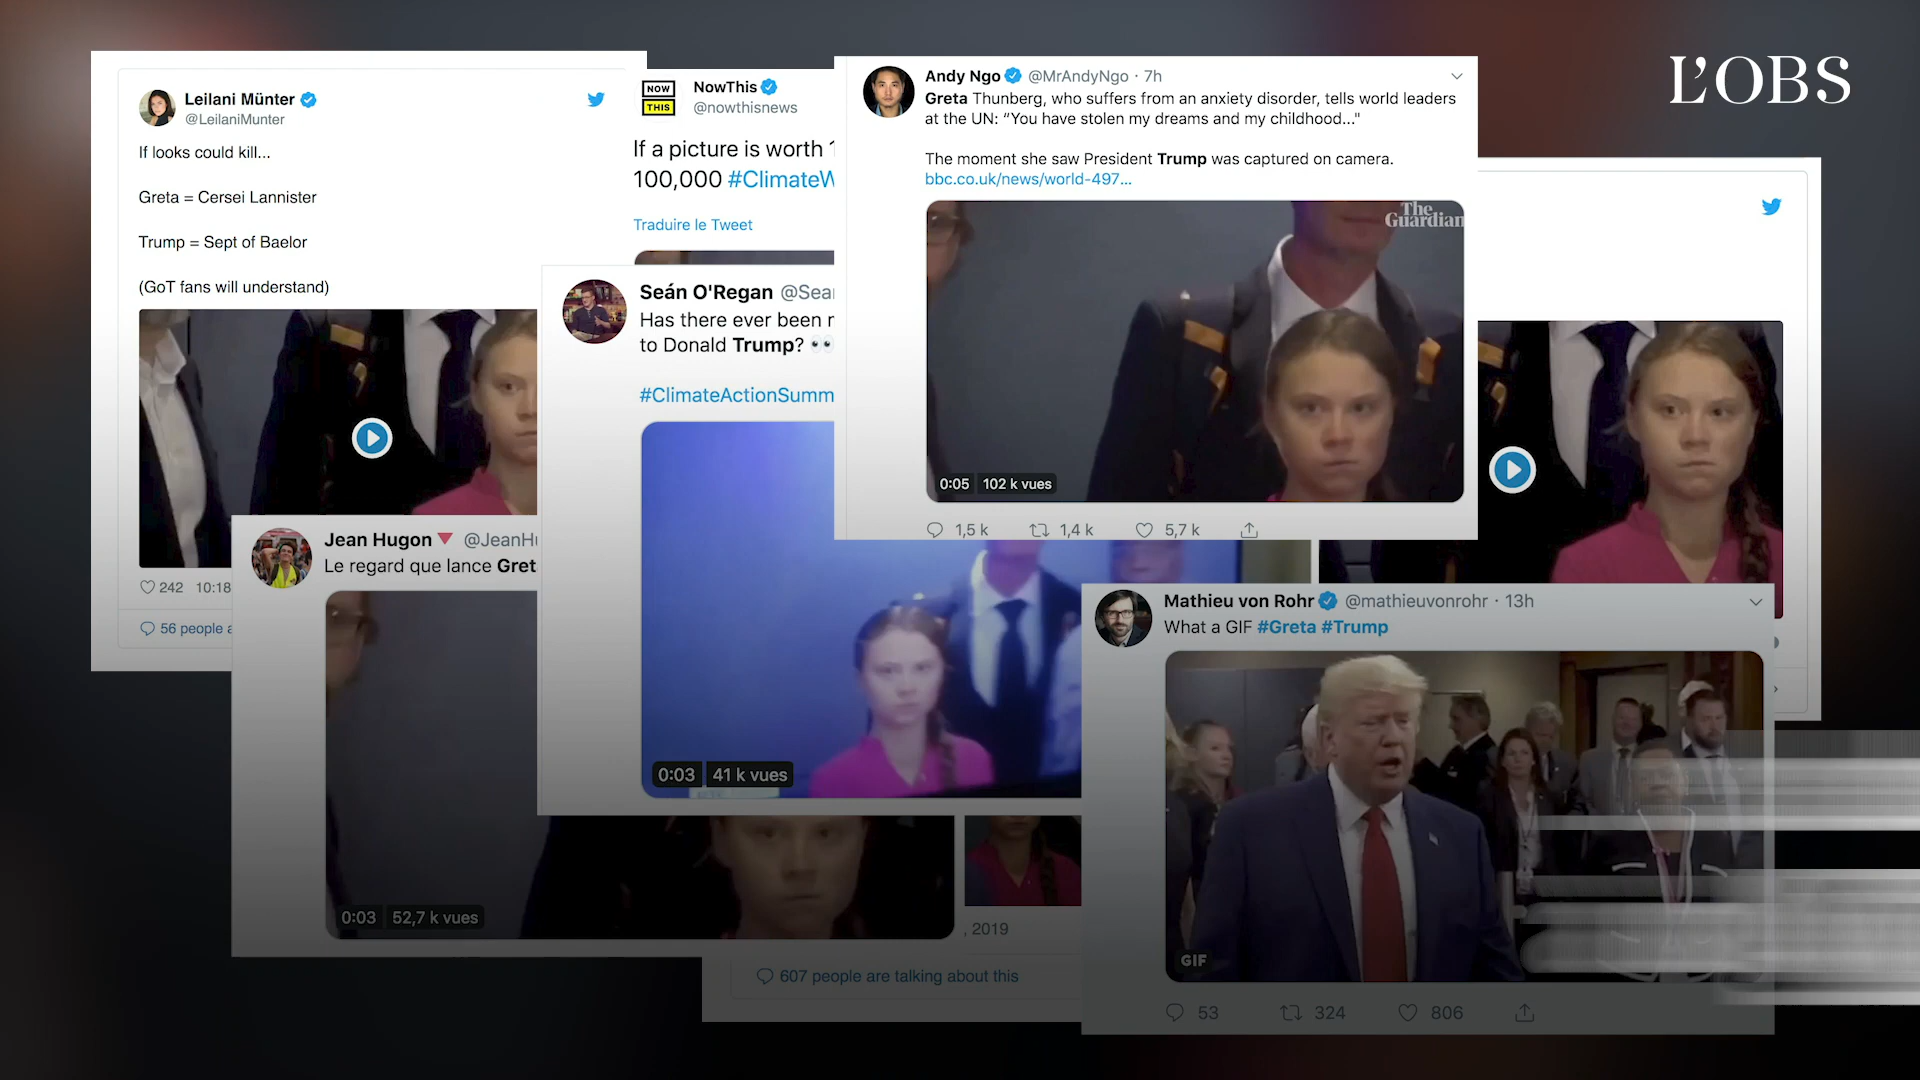 L'OBS
Leilani Münter
@LeilaniMunter
If looks could kill...
Greta = Cersei Lannister
Trump = Sept of Baelor
(GoT fans will understand)
242 10:18
56 people
NOW
THIS
NowThis
@nowthisnews
If a picture is worth
100,000 #ClimateW
Traduire le Tweet
Andy Ngo @MrAndyNgo · 7h
Greta Thunberg, who suffers from an anxiety disorder, tells world leaders
at the UN: “You have stolen my dreams and my childhood..."
The moment she saw President Trump was captured on camera.
bbc.co.uk/news/world-497...
The
Guardian
0:05 102 k vues
1,5 k 1,4 k 5,7 k
Seán O'Regan @Sea
Has there ever been
to Donald Trump? 👀
#ClimateActionSumm
0:03 41 k vues
Jean Hugon 🔻 @JeanHu
Le regard que lance Gret
0:03 52,7 k vues
, 2019
607 people are talking about this
Mathieu von Rohr @mathieuvonrohr · 13h
What a GIF #Greta #Trump
GIF
53 324 806